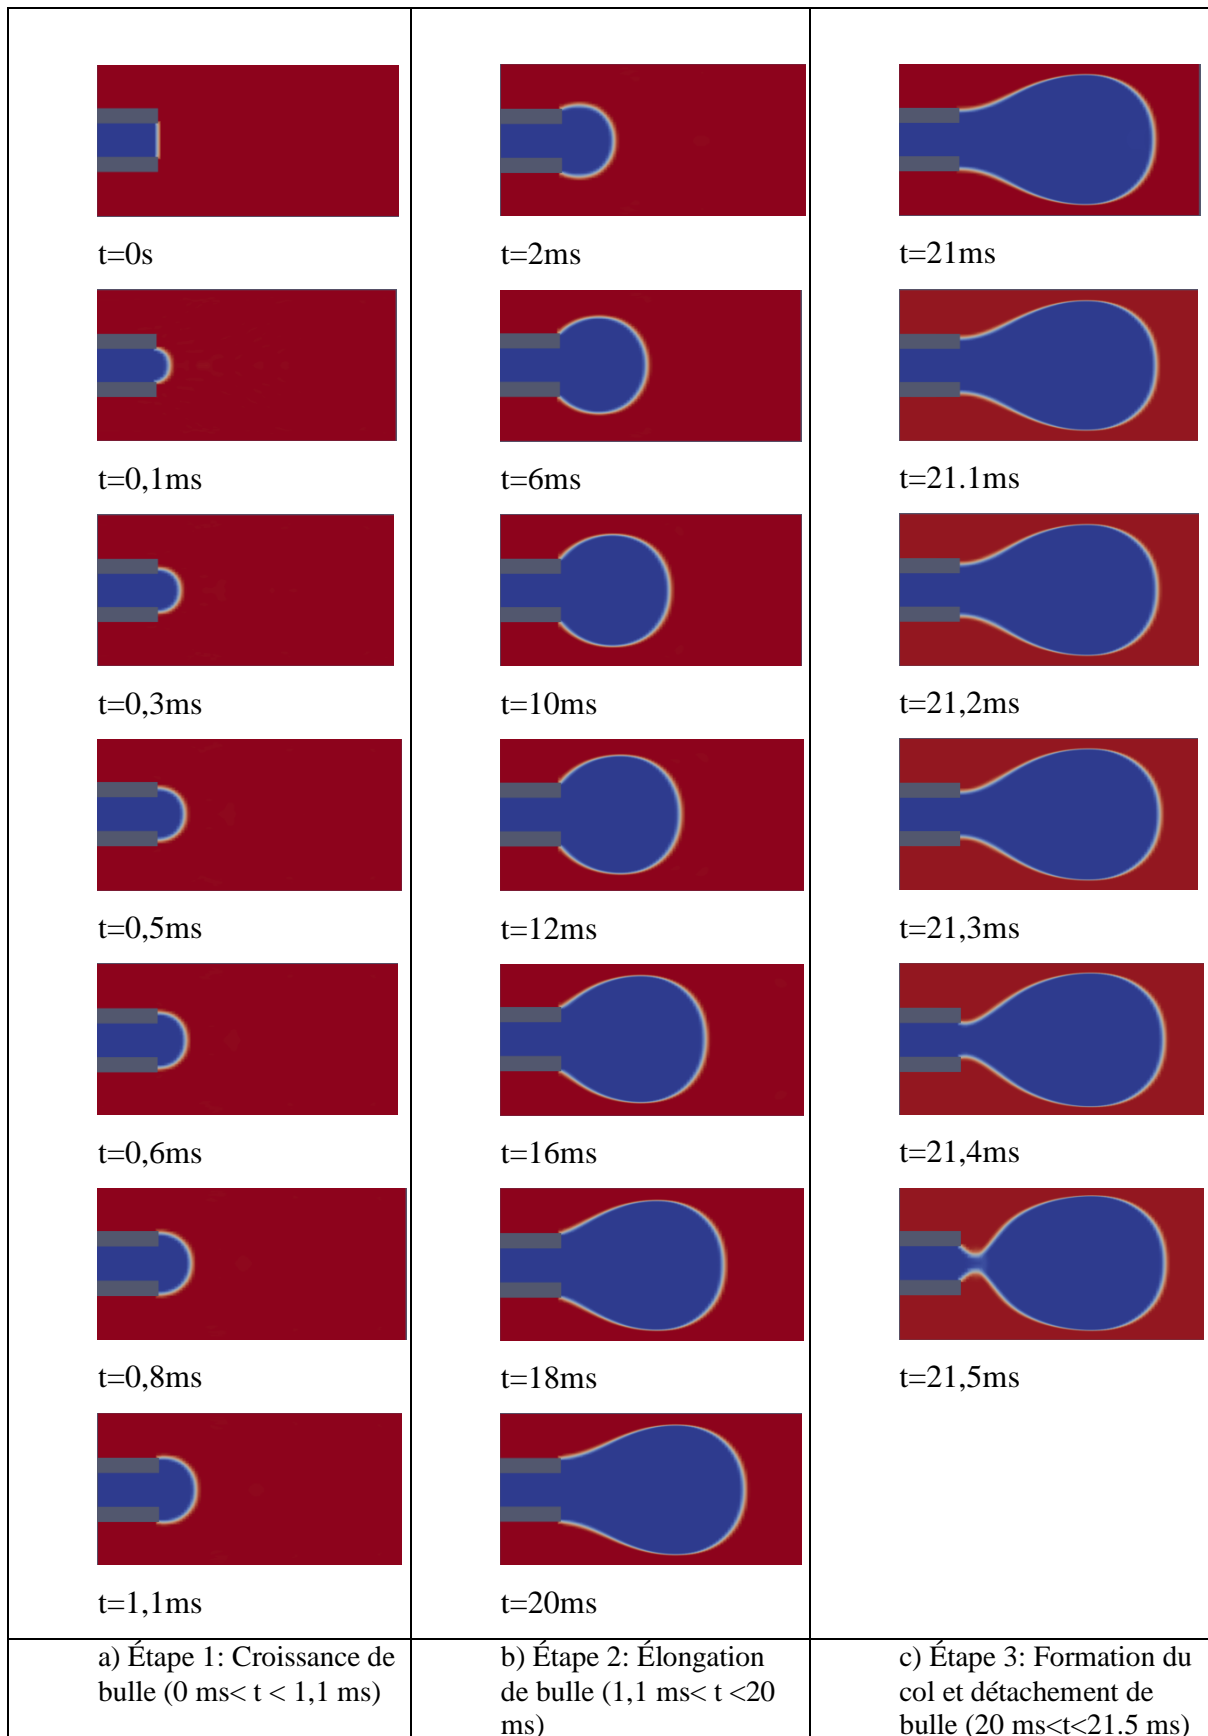 t=0s
t=0,1ms
t=0,3ms
t=0,5ms
t=0,6ms
t=0,8ms
t=1,1ms
a) Étape 1: Croissance de
bulle (0 ms< t < 1,1 ms)
t=2ms
t=6ms
t=10ms
t=12ms
t=16ms
t=18ms
t=20ms
b) Étape 2: Élongation
de bulle (1,1 ms< t <20
ms)
t=21ms
t=21.1ms
t=21,2ms
t=21,3ms
t=21,4ms
t=21,5ms
c) Étape 3: Formation du
col et détachement de
bulle (20 ms<t<21.5 ms)